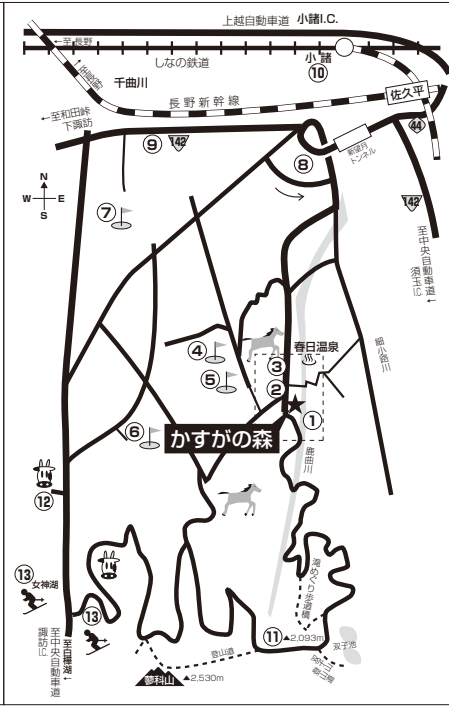 上越自動車道 小諸I.C.
←至長野
しなの鉄道
小諸
⑩
至長野
千曲川
長野新幹線
佐久平
←至和田峠
下諏訪
44
⑨
142
新望月
トンネル
⑧
N
W E
S
142
⑦
至中央自動車道
須玉I.C.
→
春日温泉
細小路川
④
③
⑤
②
①
⑥
かすがの森
鹿曲川
⑫
滝めぐり歩道橋
⑬
女神湖
⑬
⑪
▲2,093m
双子池
至白樺湖
至中央自動車道
諏訪I.C.
登山道
蓼科山
▲2,530m